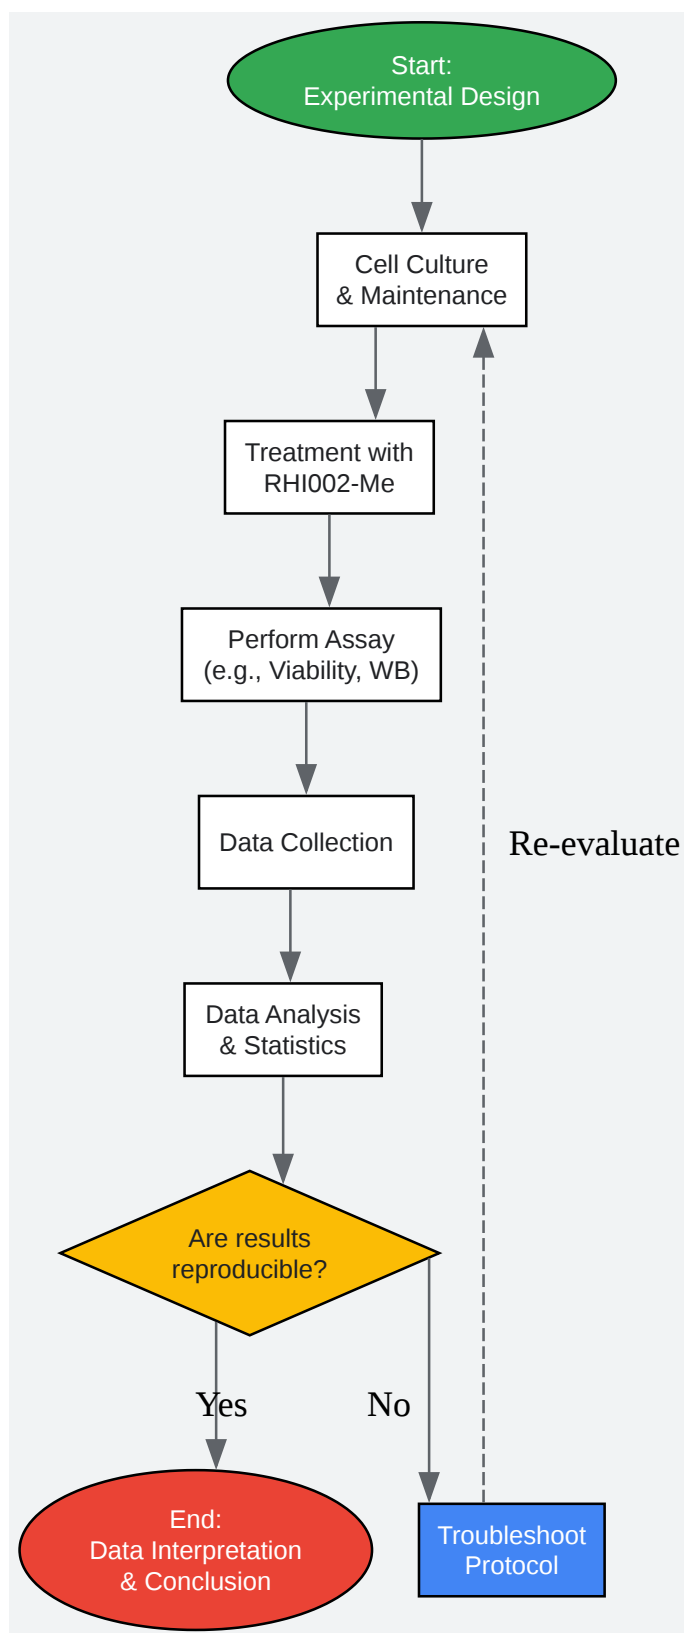 Start:
Experimental Design
Cell Culture
& Maintenance
Treatment with
RHI002-Me
Perform Assay
(e.g., Viability, WB)
Data Collection
Re-evaluate
Data Analysis
& Statistics
Are results
reproducible?
Yes
No
End:
Data Interpretation
& Conclusion
Troubleshoot
Protocol